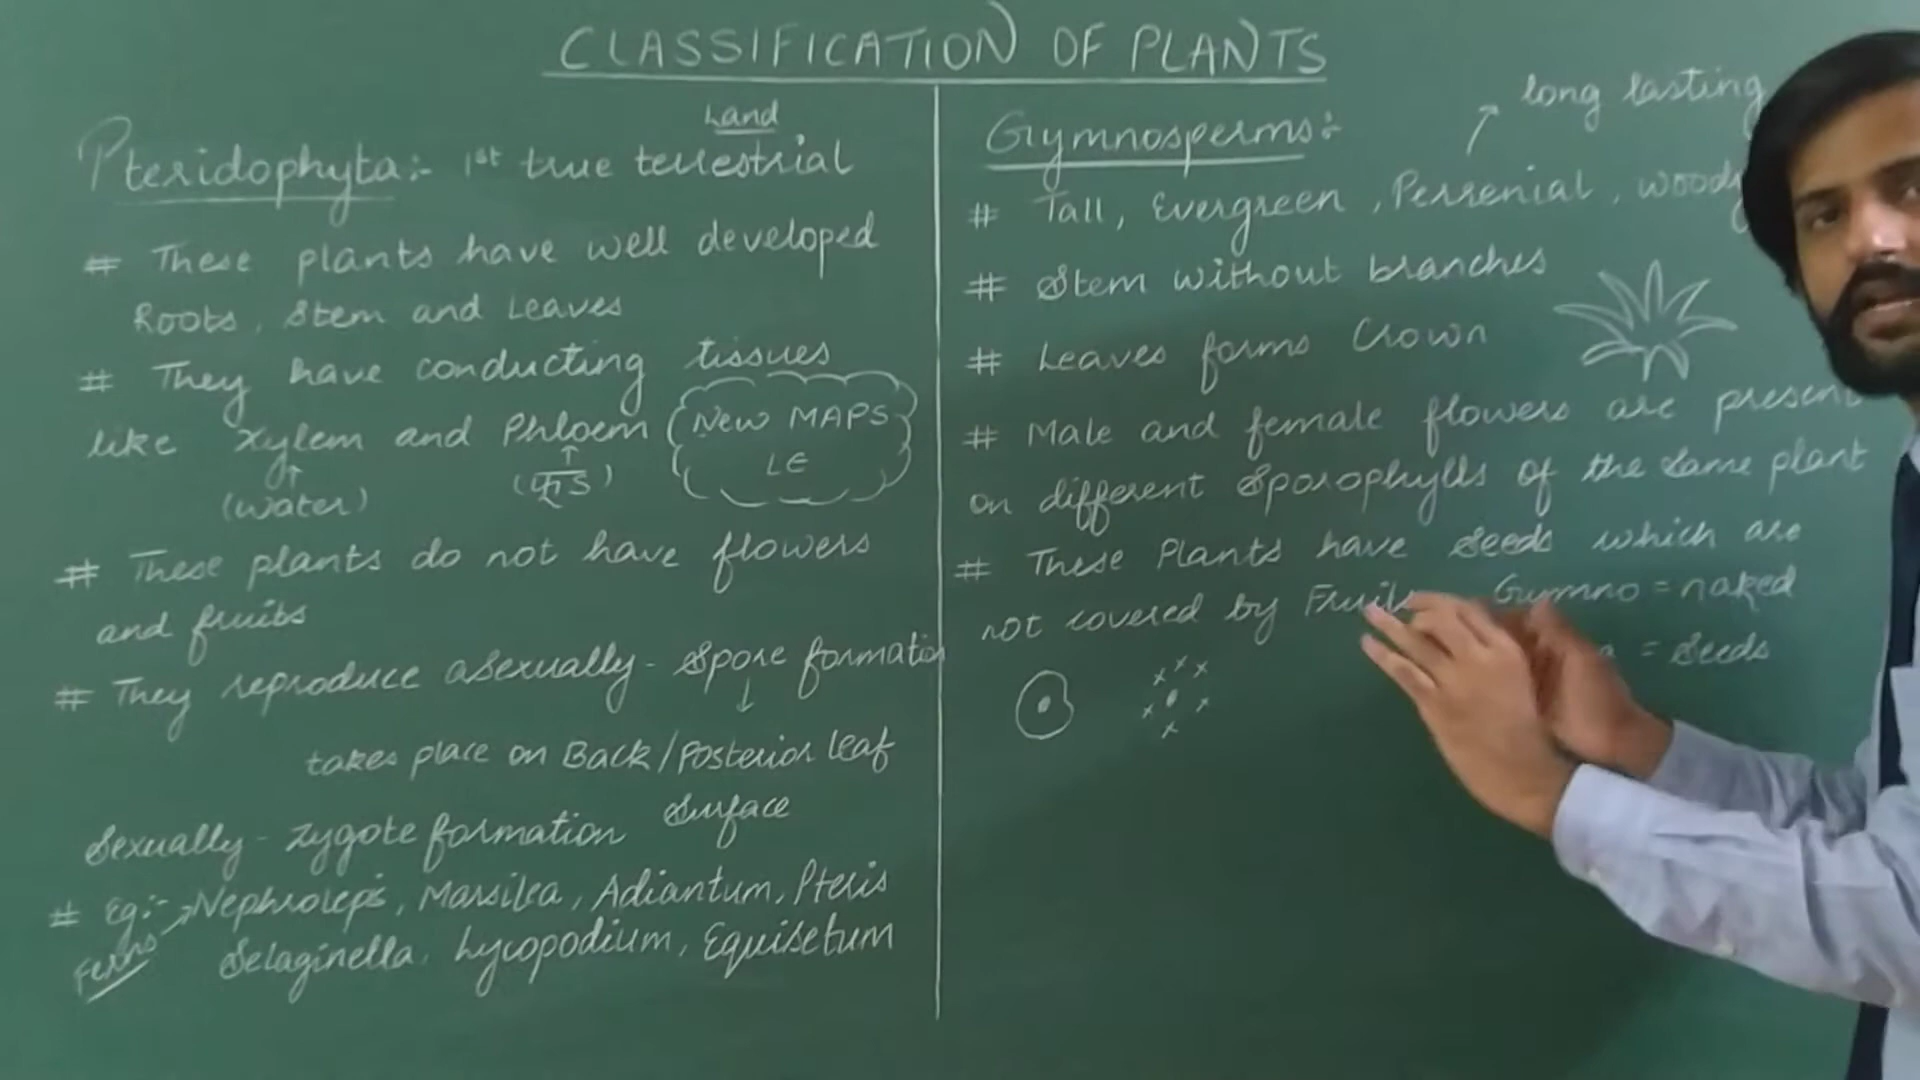 CLASSIFICATION OF PLANTS
Land
Pteridophyta:- 1st true terrestrial
# These plants have well developed
Roots, Stem and Leaves
# They have conducting tissues
like Xylem and Phloem
(water)
New MAPS
LE
# These plants do not have flowers
and fruits
# They reproduce asexually - Spore formation
takes place on Back/Posterior leaf
surface
Sexually - zygote formation
# Eg:- Nephroleps, Marsilea, Adiantum, Pteris
Ferns
Selaginella, Lycopodium, Equisetum
Gymnosperms:-
long lasting
# Tall, Evergreen, Perrenial, woody
# Stem without branches
# Leaves forms Crown
# Male and female flowers are present
on different Sporophylls of the same plant
# These Plants have seeds which are
not covered by Fruits Gymno = naked
= seeds